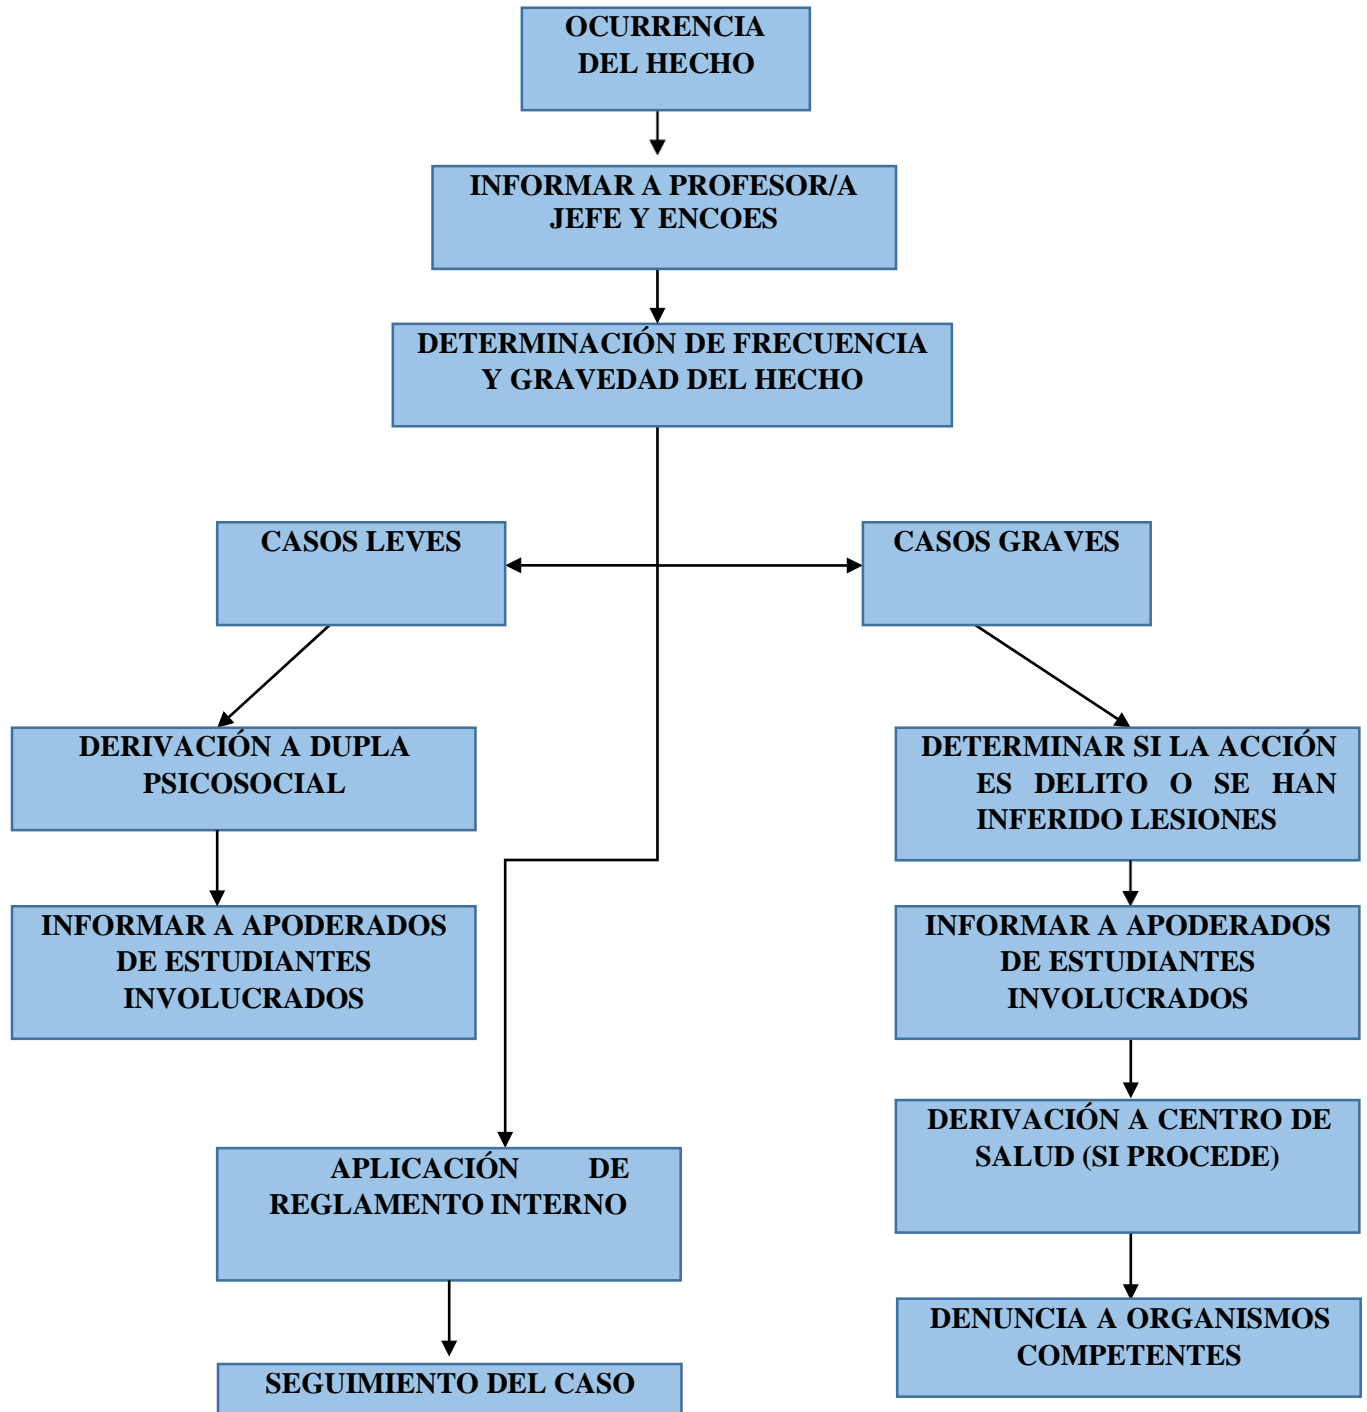 OCURRENCIA
DEL HECHO
INFORMAR A PROFESOR/A
JEFE Y ENCOES
DETERMINACIÓN DE FRECUENCIA
Y GRAVEDAD DEL HECHO
CASOS LEVES
CASOS GRAVES
DERIVACIÓN A DUPLA
PSICOSOCIAL
DETERMINAR SI LA ACCIÓN
ES DELITO O SE HAN
INFERIDO LESIONES
INFORMAR A APODERADOS
DE ESTUDIANTES
INVOLUCRADOS
INFORMAR A APODERADOS
DE ESTUDIANTES
INVOLUCRADOS
DERIVACIÓN A CENTRO DE
SALUD (SI PROCEDE)
APLICACIÓN DE
REGLAMENTO INTERNO
DENUNCIA A ORGANISMOS
COMPETENTES
SEGUIMIENTO DEL CASO